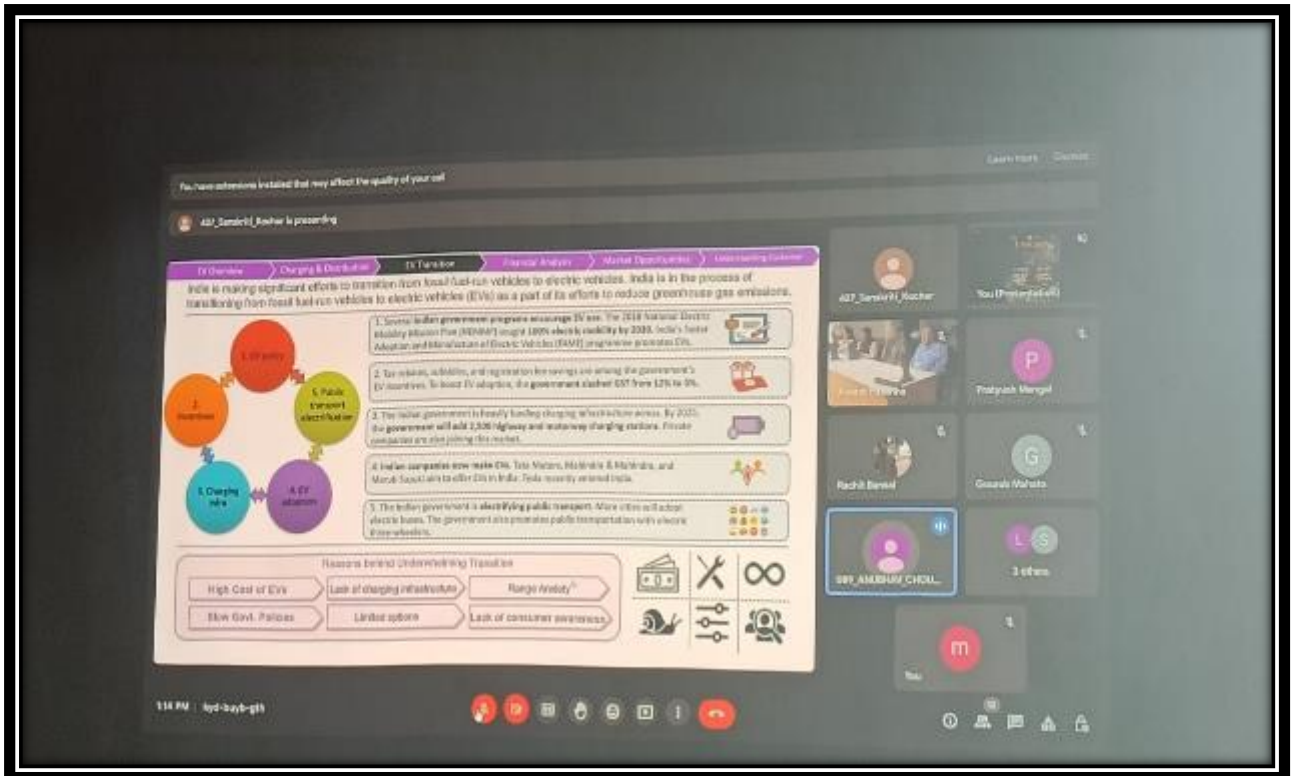 Learn more Dismiss
You have extensions installed that may affect the quality of your call
407_Sanskriti_Kochar is presenting
EV Overview
Charging & Distribution
EV Transition
Financial Analysis
Market Opportunities
Understanding Customer
India is making significant efforts to transition from fossil fuel-run vehicles to electric vehicles. India is in the process of
transitioning from fossil fuel-run vehicles to electric vehicles (EVs) as a part of its efforts to reduce greenhouse gas emissions.
2.
Incentives
5. Public
transport
electrification
3. Charging
infra
4. EV
adoption
1. Several Indian government programs encourage EV use. The National Electric
Mobility Mission Plan sought 100% electric mobility by
Adoption and Manufacture of Electric Vehicles (FAME) programme promotes EVs.
2. Tax rebates, subsidies, and registration fee savings are among the government's
EV incentives. To boost EV adoption, the government slashed GST from 12% to 5%.
3. The Indian government is heavily funding charging infrastructure across. By
the government will add highway and motorway charging stations. Private
companies are also joining this market.
4. Indian companies now make EVs. Tata Motors, Mahindra & Mahindra, and
Maruti Suzuki aim to offer EVs in India. Tesla recently entered India.
5. The Indian government is electrifying public transport. More cities will adopt
electric buses. The government also promotes public transportation with electric
three-wheelers.
Reasons behind Underwhelming Transition
High Cost of EVs
Lack of charging infrastructure
Range Anxiety
Slow Govt. Policies
Limited options
Lack of consumer awareness
407_Sanskriti_Kochar
You (Presentation)
P
Pratyush Mangal
Rachit Bansal
G
Gourab Mahato
089_ANUBHAV_CHOU...
L S
3 others
m
You
1:14 PM | kyd-bayb-gth